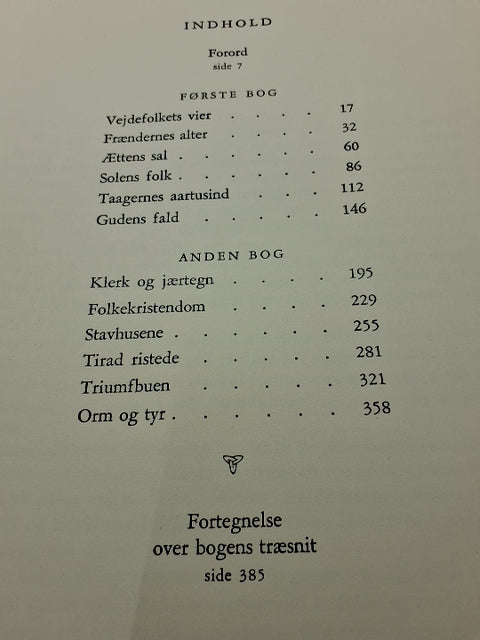 INDHOLD
Forord
side 7
FØRSTE BOG
Vejdefolkets vier . . . . 17
Frændernes alter . . . . 32
Ættens sal . . . . . . 60
Solens folk . . . . . . 86
Taagernes aartusind . . . 112
Gudens fald . . . . . 146
ANDEN BOG
Klerk og jærtegn . . . . 195
Folkekristendom . . . . 229
Stavhusene . . . . . . 255
Tirad ristede . . . . . 281
Triumfbuen . . . . . 321
Orm og tyr . . . . . . 358
Fortegnelse
over bogens træsnit
side 385